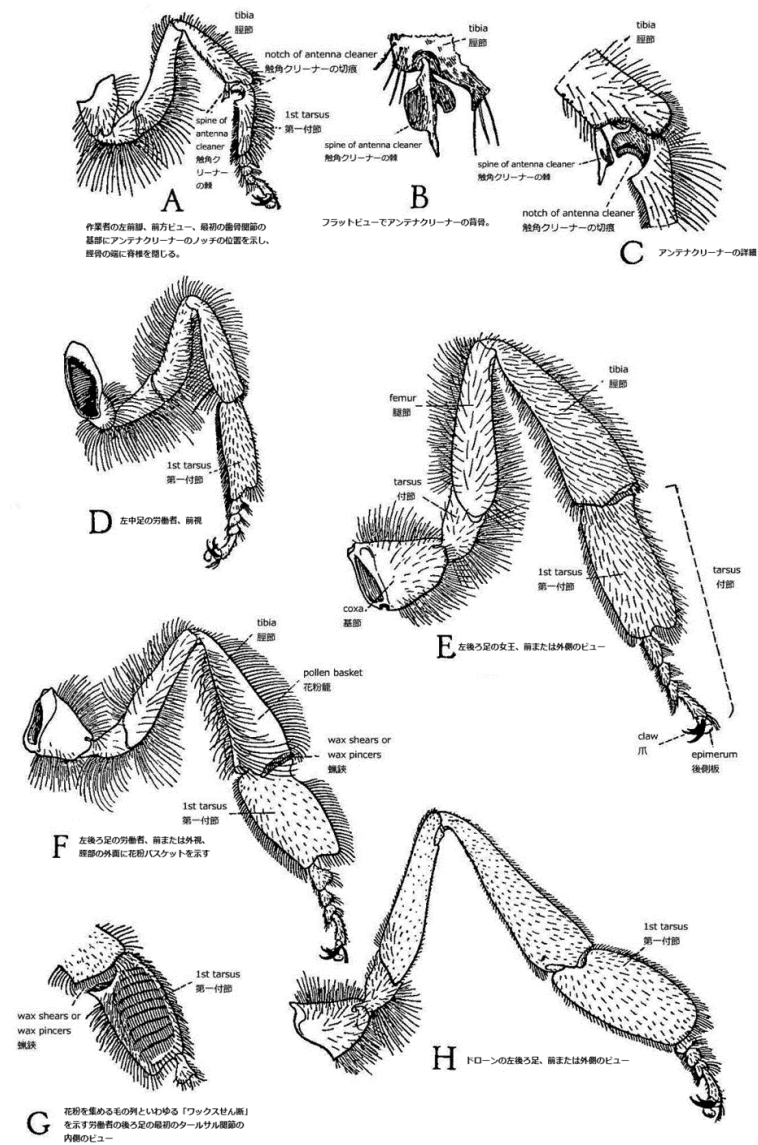 tibia
脛節
notch of antenna cleaner
触角クリーナーの切痕
spine of
antenna
cleaner
触角ク
リーナー
の棘
1st tarsus
第一付節
A
作業者の左前脚、前方ビュー、最初の歯骨関節の
基部にアンテナクリーナーのノッチの位置を示し、
脛骨の端に脊椎を閉じる。
tibia
脛節
spine of antenna cleaner
触角クリーナーの棘
B
フラットビューでアンテナクリーナーの背骨。
tibia
脛節
spine of antenna cleaner
触角クリーナーの棘
notch of antenna cleaner
触角クリーナーの切痕
C
アンテナクリーナーの詳細
1st tarsus
第一付節
D
左中足の労働者、前視
femur
腿節
tibia
脛節
tarsus
付節
1st tarsus
第一付節
tarsus
付節
coxa
基節
E
左後ろ足の女王、前または外側のビュー
claw
爪
epimerum
後側板
tibia
脛節
pollen basket
花粉籠
wax shears or
wax pincers
蝋鋏
1st tarsus
第一付節
F
左後ろ足の労働者、前または外視、
脛部の外面に花粉バスケットを示す
1st tarsus
第一付節
wax shears or
wax pincers
蝋鋏
G
花粉を集める毛の列といわゆる「ワックスせん断」
を示す労働者の後ろ足の最初のタールサル関節の
内側のビュー
1st tarsus
第一付節
H
ドローンの左後ろ足、前または外側のビュー